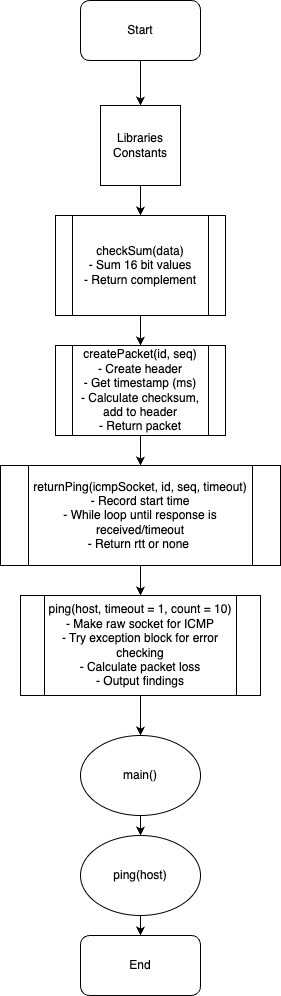 Start
Libraries
Constants
checkSum(data)
- Sum 16 bit values
- Return complement
createPacket(id, seq)
- Create header
- Get timestamp (ms)
- Calculate checksum,
add to header
- Return packet
returnPing(icmpSocket, id, seq, timeout)
- Record start time
- While loop until response is
received/timeout
- Return rtt or none
ping(host, timeout = 1, count = 10)
- Make raw socket for ICMP
- Try exception block for error
checking
- Calculate packet loss
- Output findings
main()
ping(host)
End